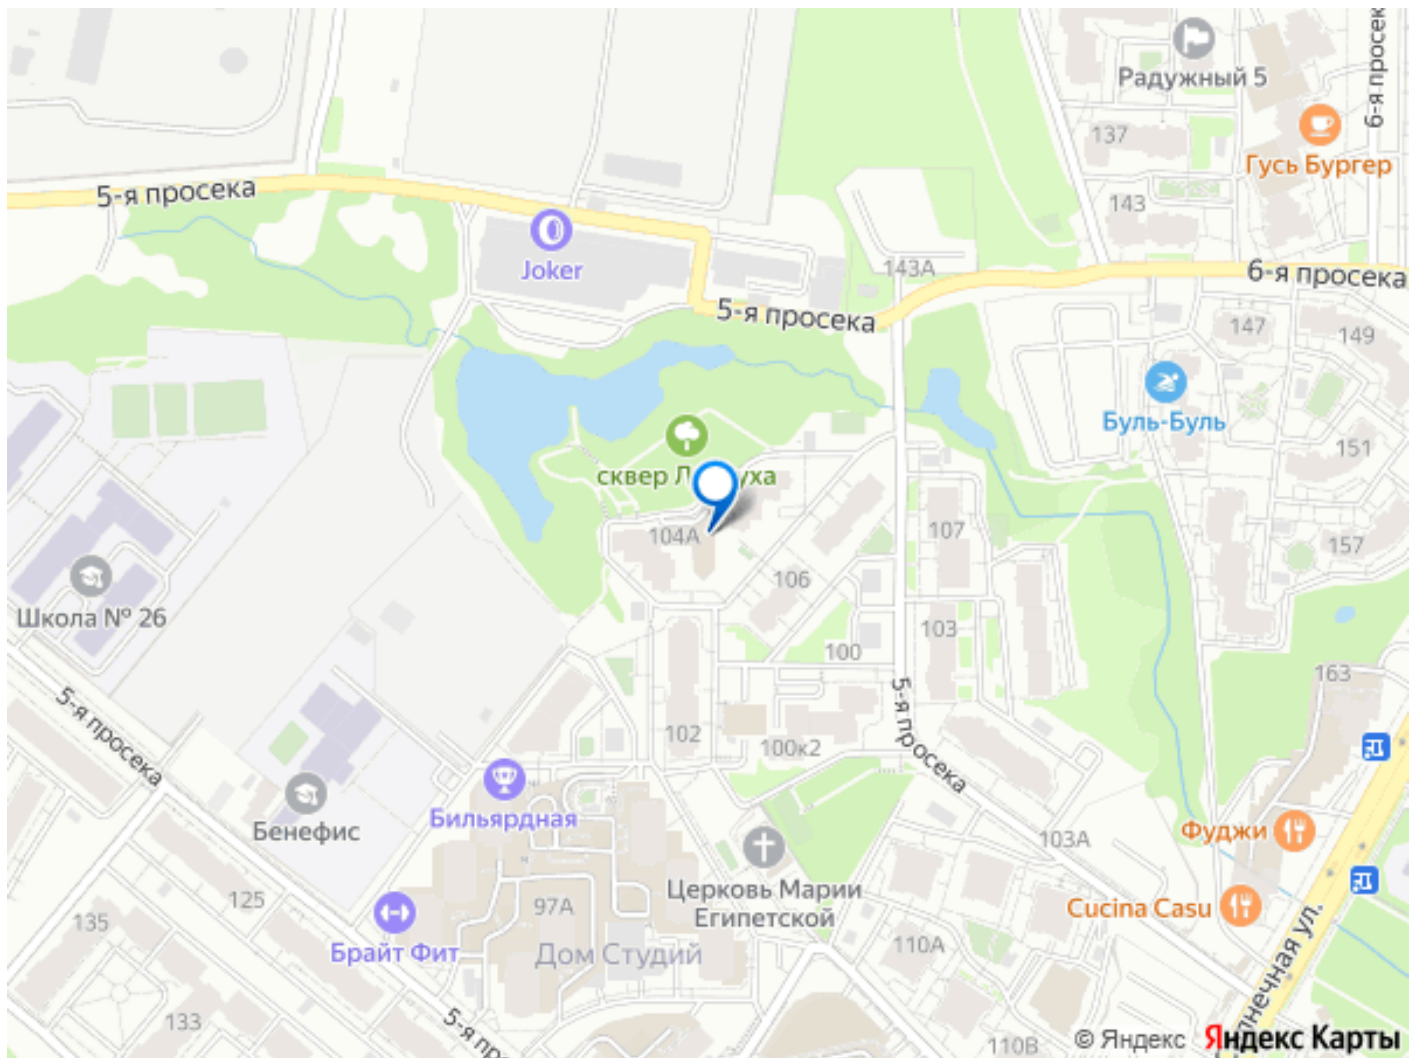 6-я просек
Радужный 5
137
Гусь Бургер
5-я просека
143
Joker
143А
6-я просека
5-я просека
147
149
Буль-Буль
151
сквер
104А
107
157
106
Школа № 26
103
100
163
5-я просека
5-я просека
102
100к2
Бильярдная
Бенефис
Фуджи
103А
Церковь Марии
Египетской
125
97А
Cucina Casu
135
Брайт Фит
Дом Студий
110А
133
110В
© Яндекс Яндекс Карты